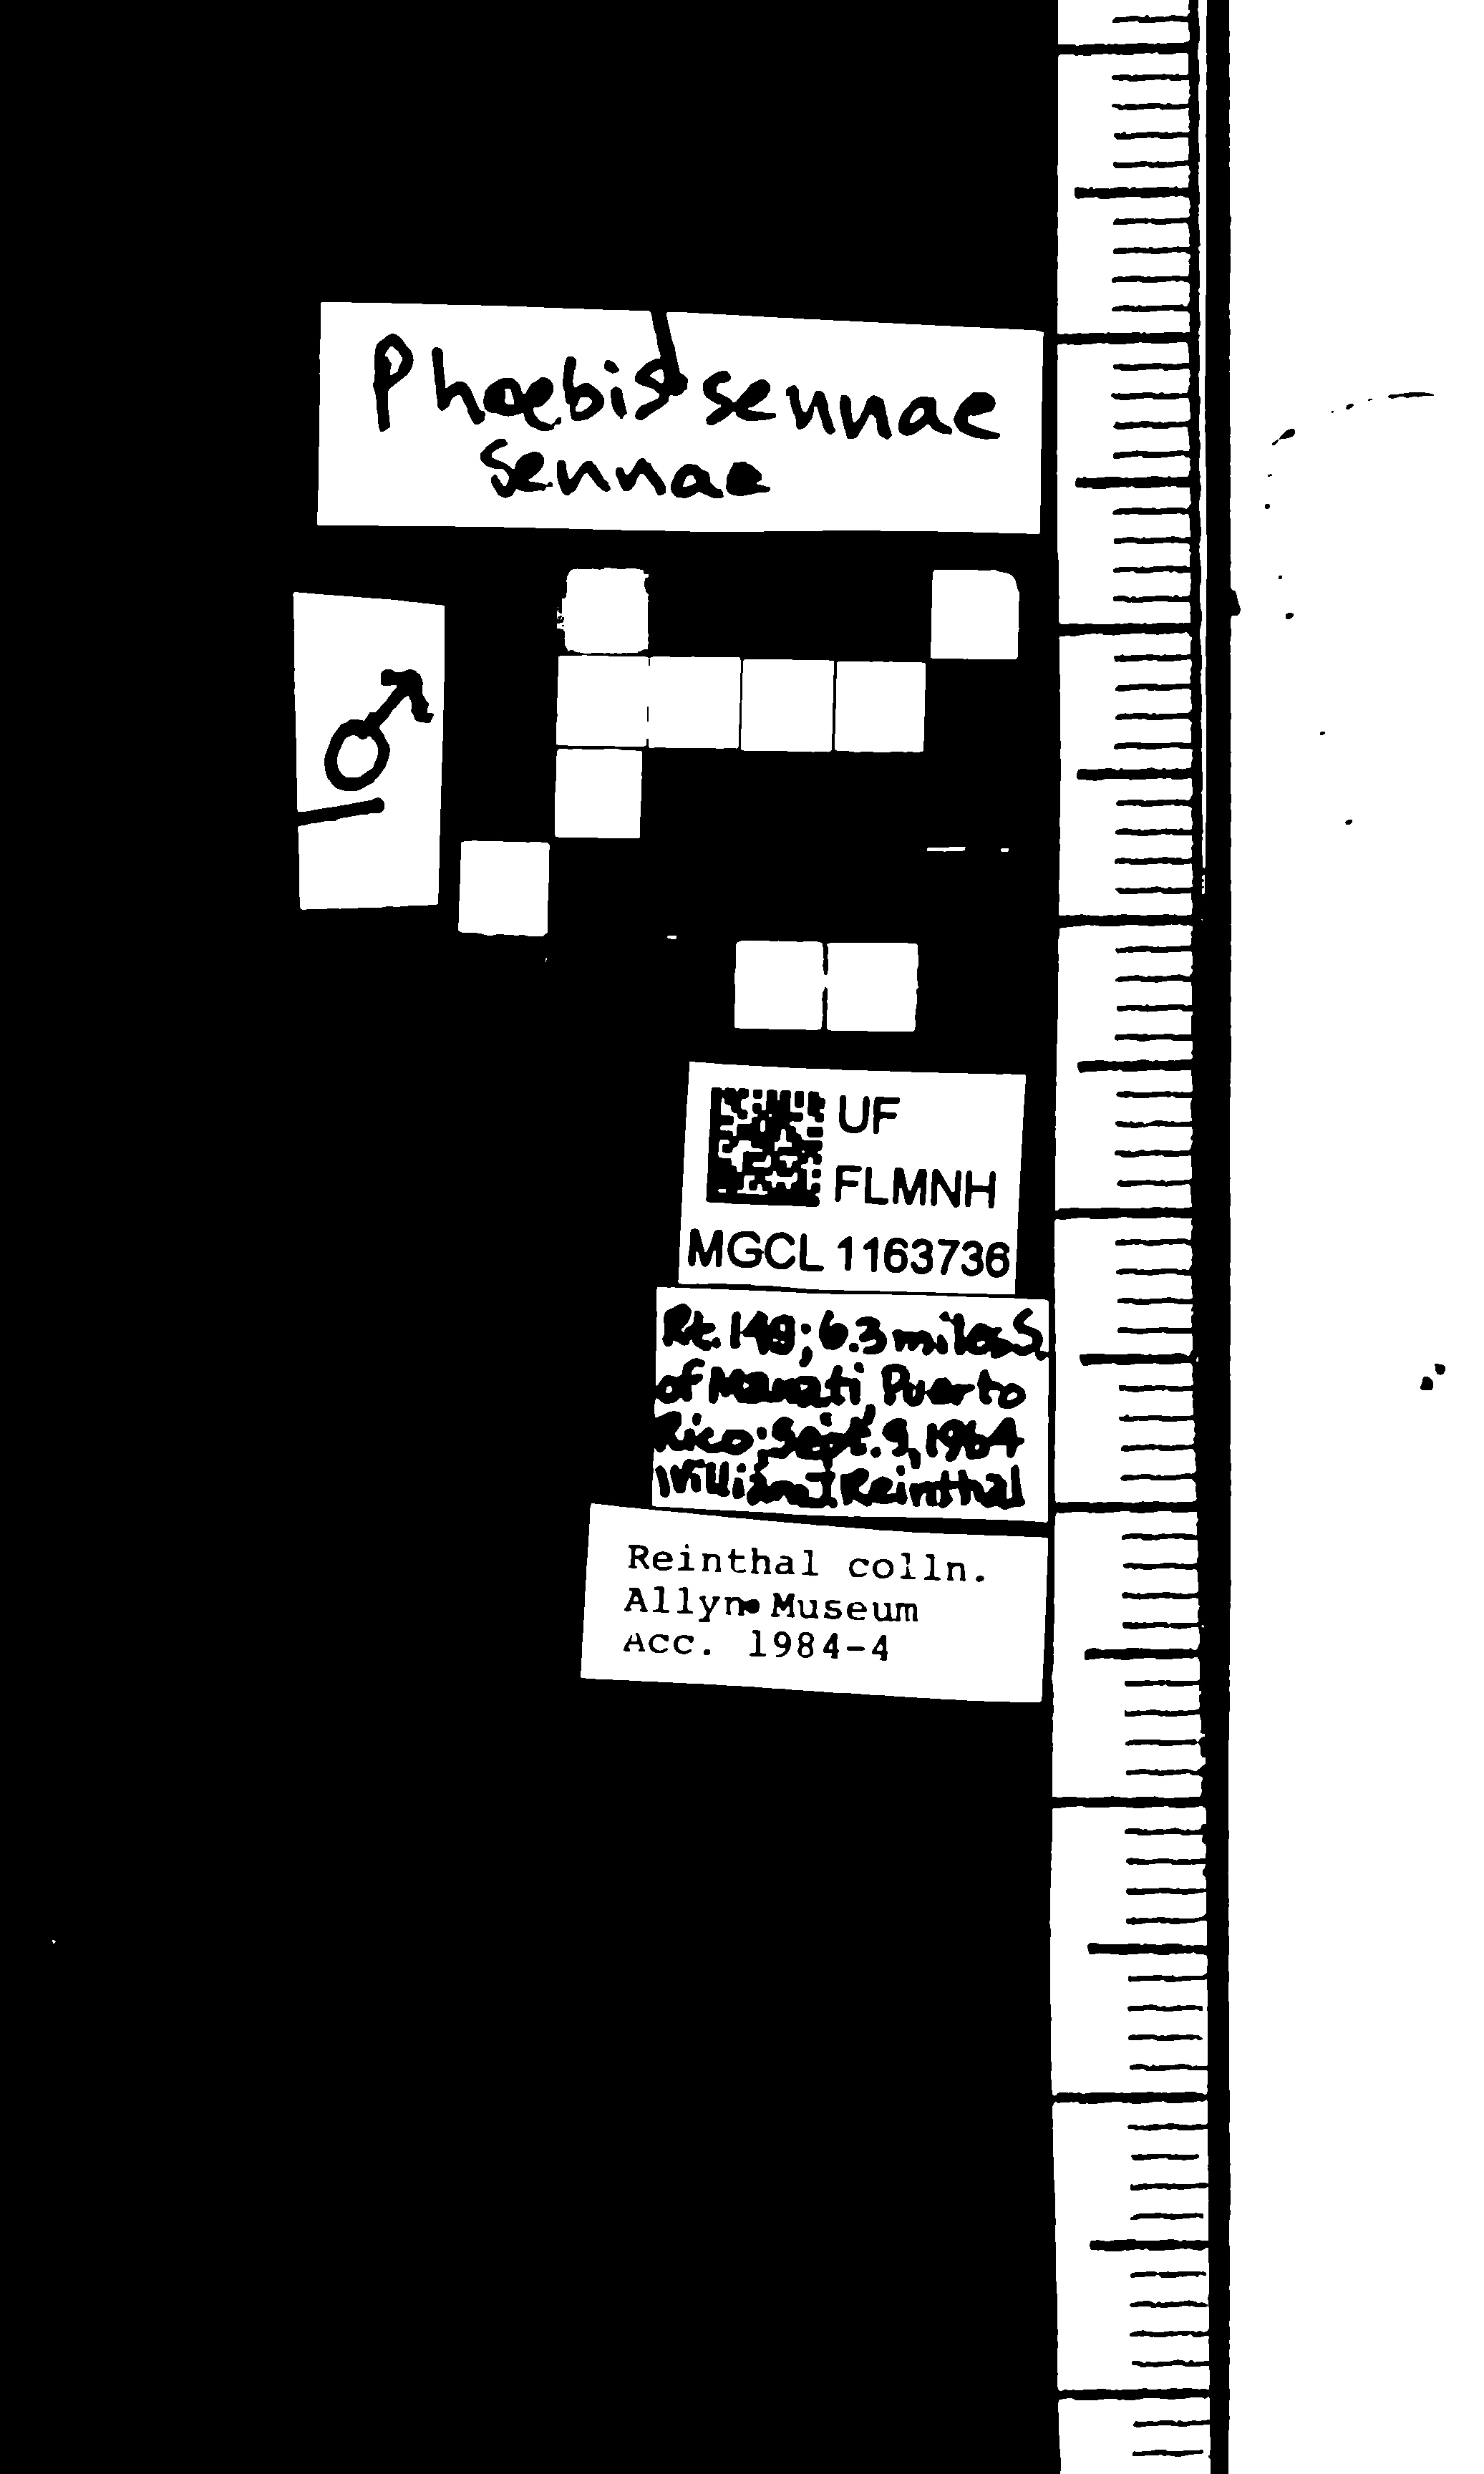 Phoebis sennae
sennae
♂
UF
FLMNH
MGCL 1163736
Rt. 149; 6.3 miles S.
of Manati, Puerto
Rico; Sept. 9, 1964
William J Reinthal
Reinthal colln.
Allyn Museum
Acc. 1984-4